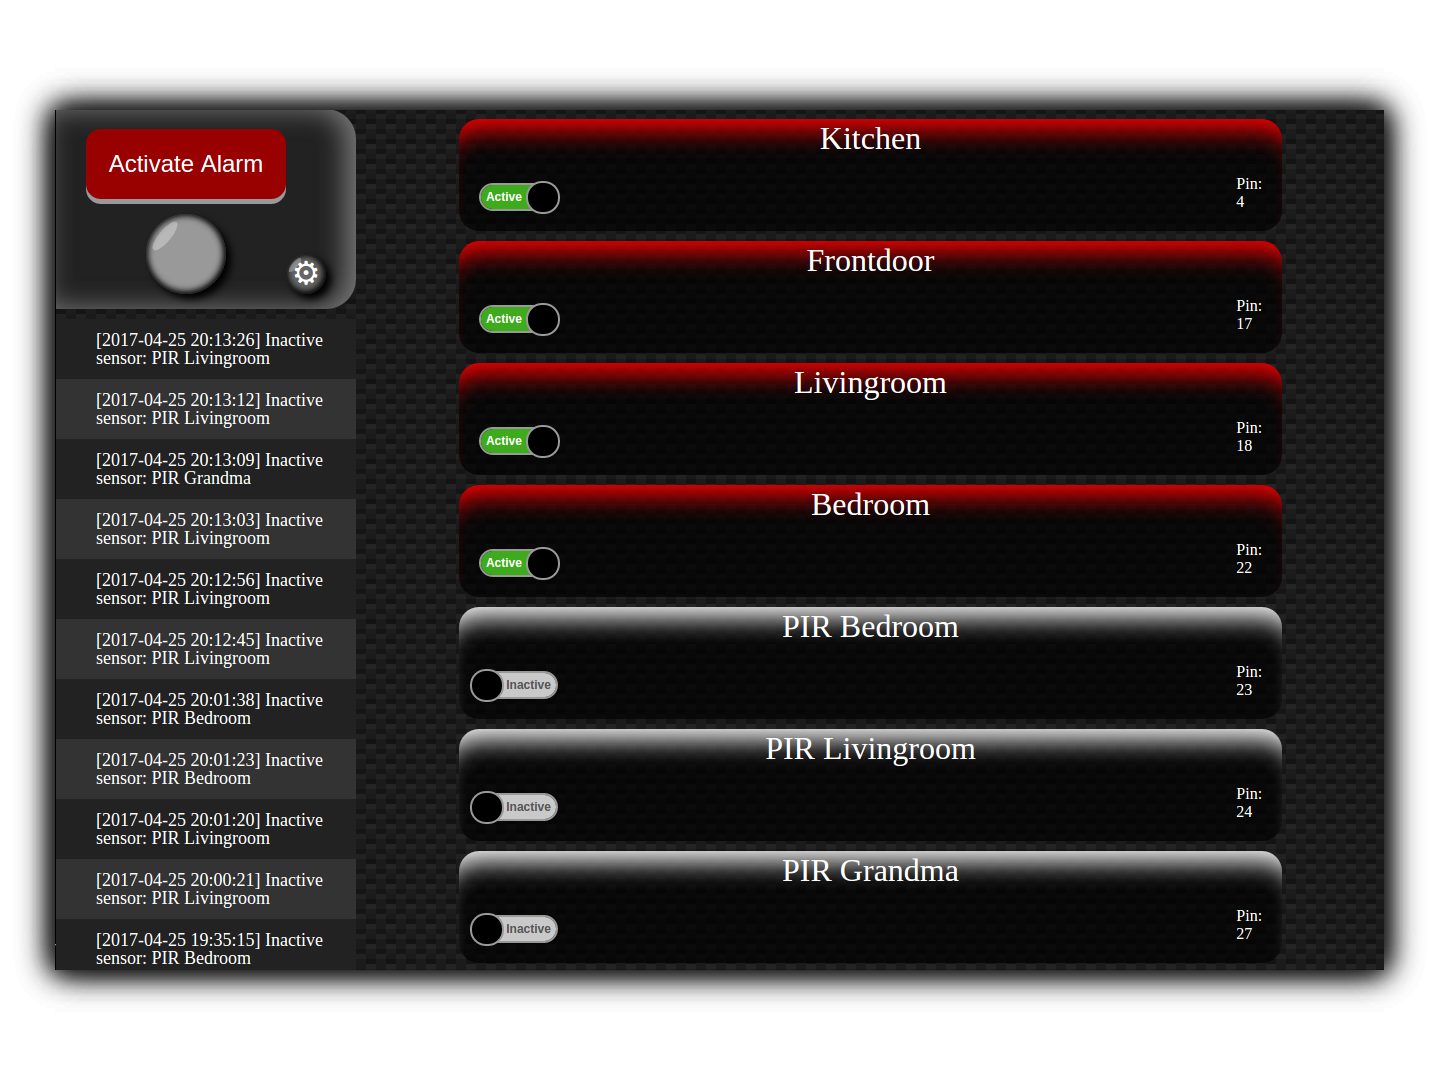 Activate Alarm
[2017-04-25 20:13:26] Inactive
sensor: PIR Livingroom
[2017-04-25 20:13:12] Inactive
sensor: PIR Livingroom
[2017-04-25 20:13:09] Inactive
sensor: PIR Grandma
[2017-04-25 20:13:03] Inactive
sensor: PIR Livingroom
[2017-04-25 20:12:56] Inactive
sensor: PIR Livingroom
[2017-04-25 20:12:45] Inactive
sensor: PIR Livingroom
[2017-04-25 20:01:38] Inactive
sensor: PIR Bedroom
[2017-04-25 20:01:23] Inactive
sensor: PIR Bedroom
[2017-04-25 20:01:20] Inactive
sensor: PIR Livingroom
[2017-04-25 20:00:21] Inactive
sensor: PIR Livingroom
[2017-04-25 19:35:15] Inactive
sensor: PIR Bedroom
Kitchen
Active
Pin:
4
Frontdoor
Active
Pin:
17
Livingroom
Active
Pin:
18
Bedroom
Active
Pin:
22
PIR Bedroom
Inactive
Pin:
23
PIR Livingroom
Inactive
Pin:
24
PIR Grandma
Inactive
Pin:
27